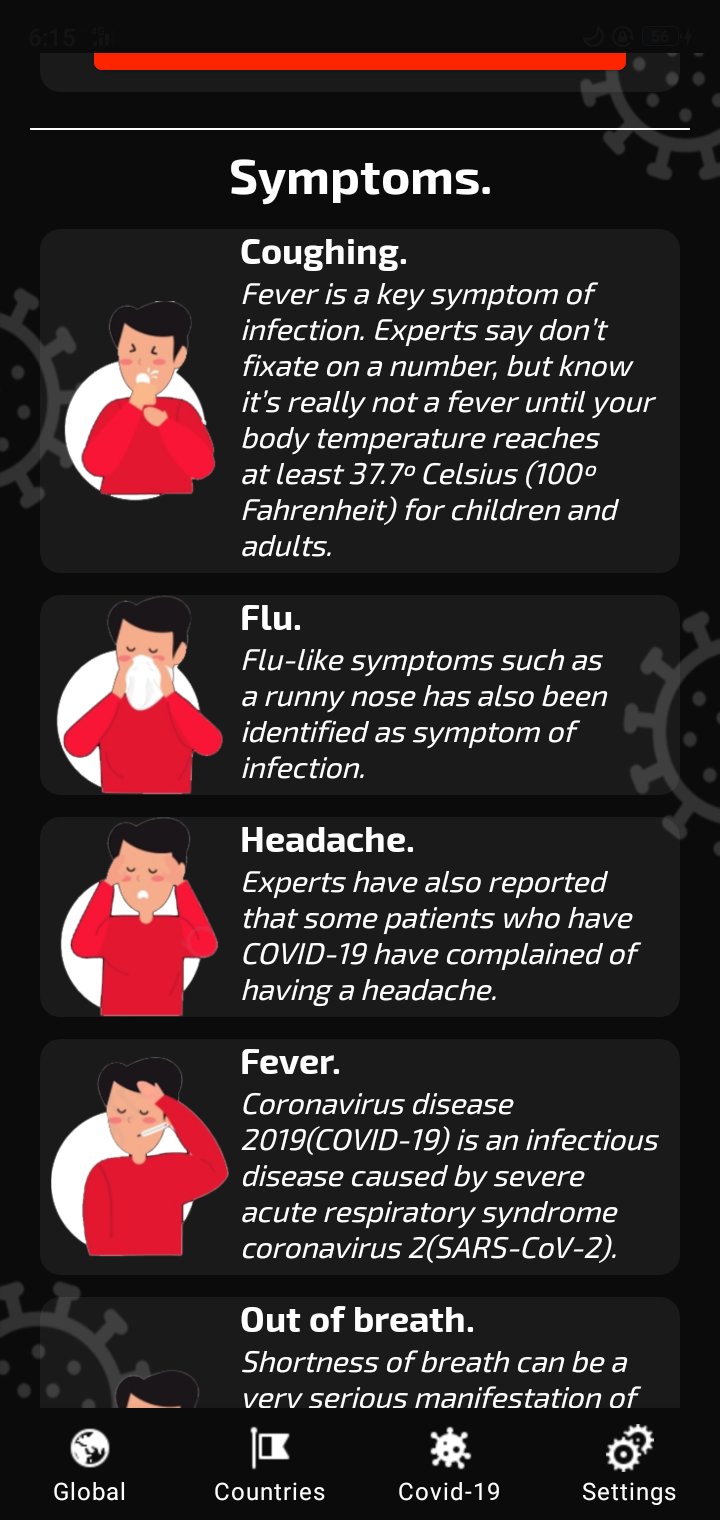 6:15
56
Symptoms.
Coughing.
Fever is a key symptom of
infection. Experts say don't
fixate on a number, but know
it's really not a fever until your
body temperature reaches
at least 37.7º Celsius (100º
Fahrenheit) for children and
adults.
Flu.
Flu-like symptoms such as
a runny nose has also been
identified as symptom of
infection.
Headache.
Experts have also reported
that some patients who have
COVID-19 have complained of
having a headache.
Fever.
Coronavirus disease
2019(COVID-19) is an infectious
disease caused by severe
acute respiratory syndrome
coronavirus 2(SARS-CoV-2).
Out of breath.
Shortness of breath can be a
very serious manifestation of
Global
Countries
Covid-19
Settings